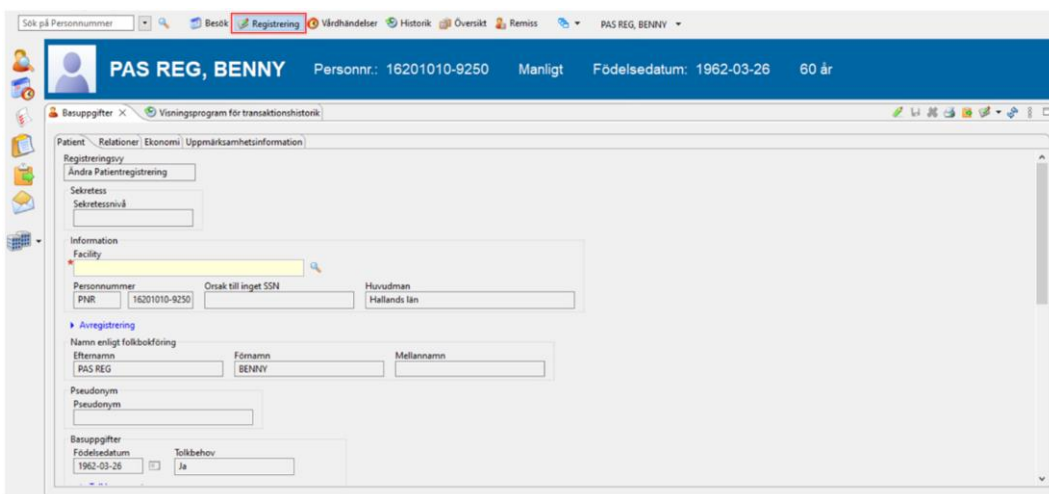 Sök på Personnummer Besök Registrering Vårdhändelser Historik Översikt Remiss PAS REG, BENNY
PAS REG, BENNY Personnr.: 16201010-9250 Manligt Födelsedatum: 1962-03-26 60 år
Basuppgifter Visningsprogram för transaktionshistorik
Patient Relationer Ekonomi Uppmärksamhetsinformation
Registreringsvy
Ändra Patientregistrering
Sekretess
Sekretessnivå
Information
Facility
*
Personnummer Orsak till inget SSN Huvudman
PNR 16201010-9250 Hallands län
Avregistrering
Namn enligt folkbokföring
Efternamn Förnamn Mellannamn
PAS REG BENNY
Pseudonym
Pseudonym
Basuppgifter
Födelsedatum Tolkbehov
1962-03-26 Ja